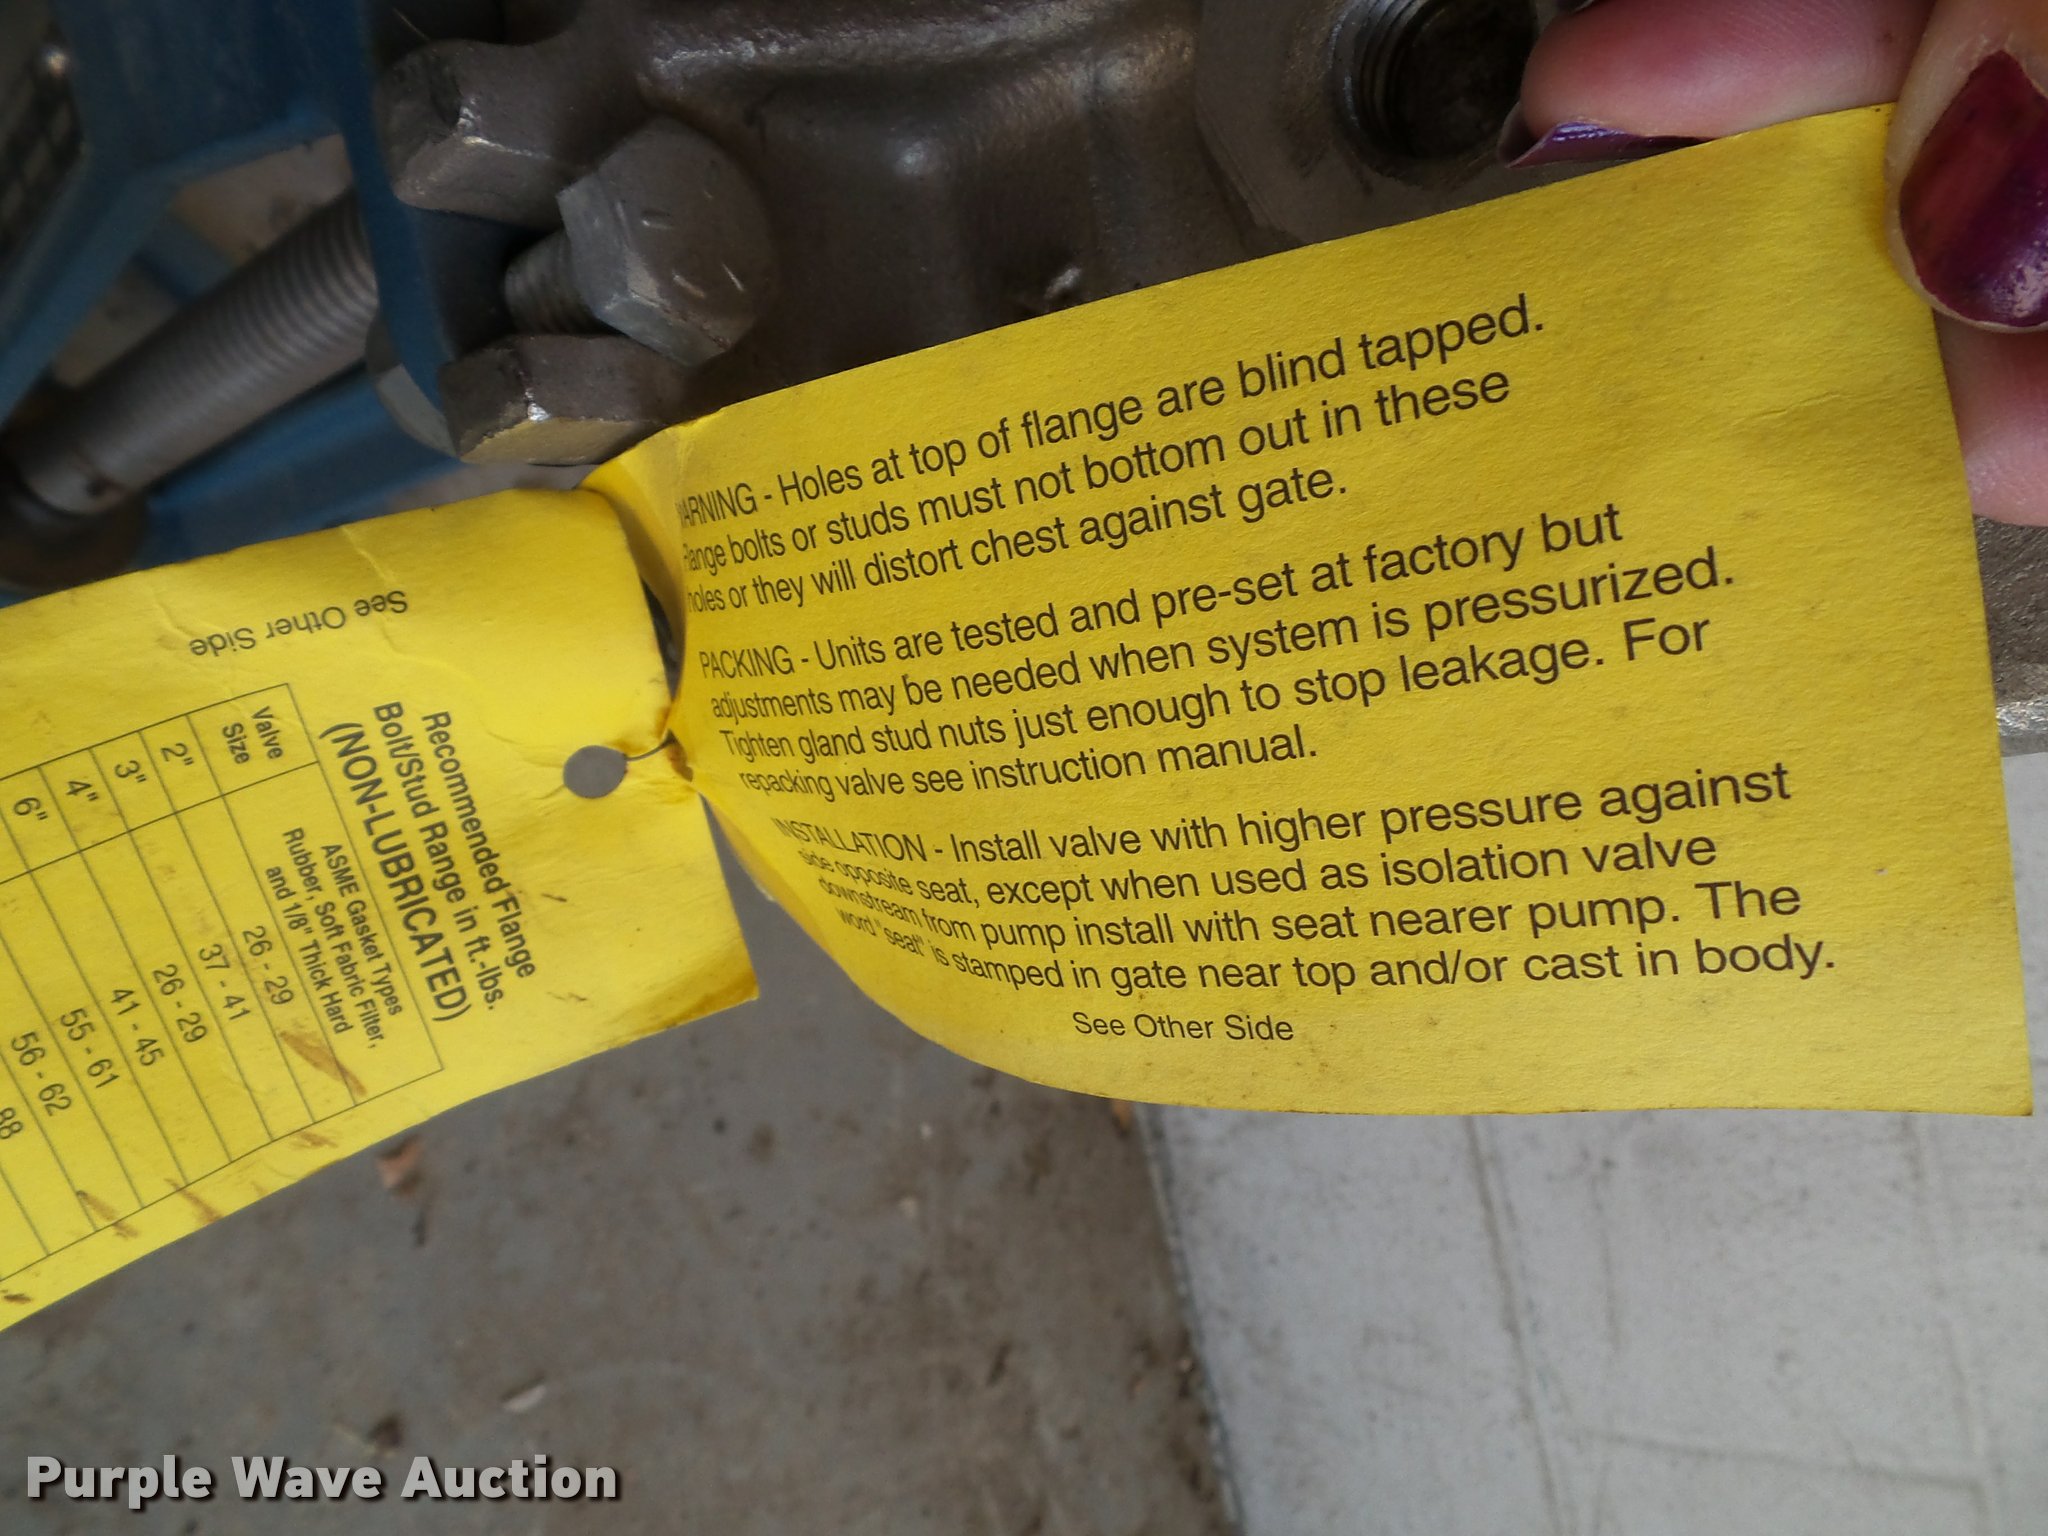 WARNING - Holes at top of flange are blind tapped.
Flange bolts or studs must not bottom out in these
holes or they will distort chest against gate.
PACKING - Units are tested and pre-set at factory but
adjustments may be needed when system is pressurized.
Tighten gland stud nuts just enough to stop leakage. For
repacking valve see instruction manual.
INSTALLATION - Install valve with higher pressure against
side opposite seat, except when used as isolation valve
downstream from pump install with seat nearer pump. The
word "seat" is stamped in gate near top and/or cast in body.
See Other Side
See Other Side
Recommended Flange
Bolt/Stud Range in ft.-lbs.
(NON-LUBRICATED)
Valve Size
ASME Gasket Types
Rubber, Soft Fabric Filter,
and 1/8" Thick Hard
2" 26 - 29
3" 37 - 41
4" 26 - 29
6" 41 - 45
55 - 61
56 - 62
88
Purple Wave Auction